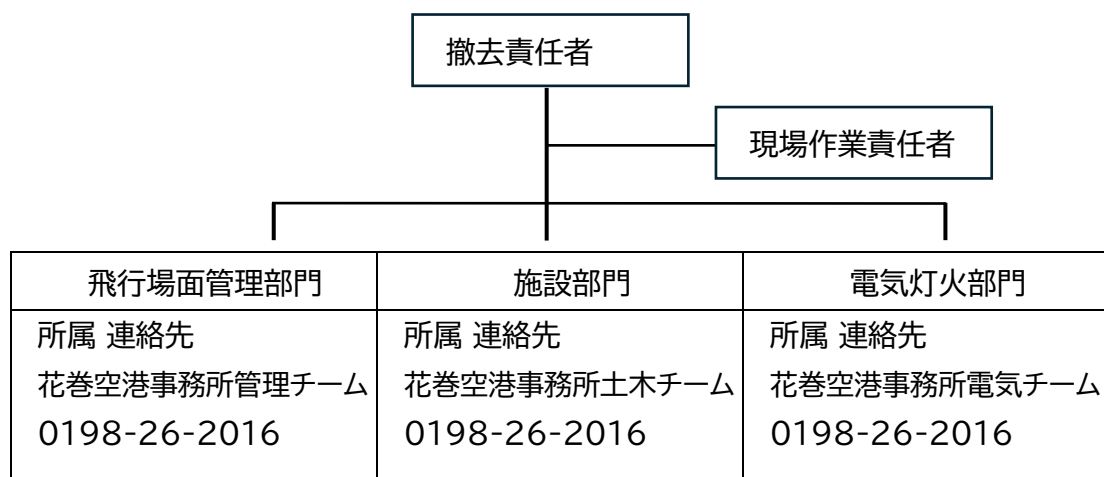 撤去責任者
現場作業責任者
飛行場面管理部門
所属 連絡先
花巻空港事務所管理チーム
0198-26-2016
施設部門
所属 連絡先
花巻空港事務所土木チーム
0198-26-2016
電気灯火部門
所属 連絡先
花巻空港事務所電気チーム
0198-26-2016